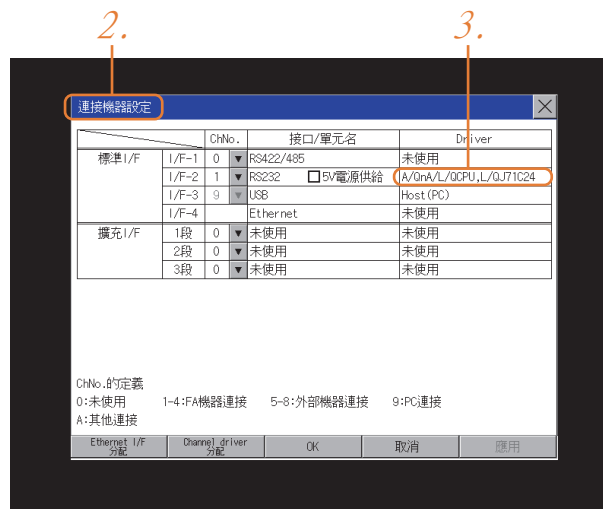 2.
3.
連接機器設定
ChNo. 接口/單元名 Driver
標準I/F I/F-1 0 RS422/485 未使用
I/F-2 1 RS232 5V電源供給 A/QnA/L/QCPU,L/QJ71C24
I/F-3 9 USB Host(PC)
I/F-4 Ethernet 未使用
擴充I/F 1段 0 未使用 未使用
2段 0 未使用 未使用
3段 0 未使用 未使用
ChNo.的定義
0:未使用 1-4:FA機器連接 5-8:外部機器連接 9:PC連接
A:其他連接
Ethernet I/F 分配 Channel driver 分配 OK 取消 應用